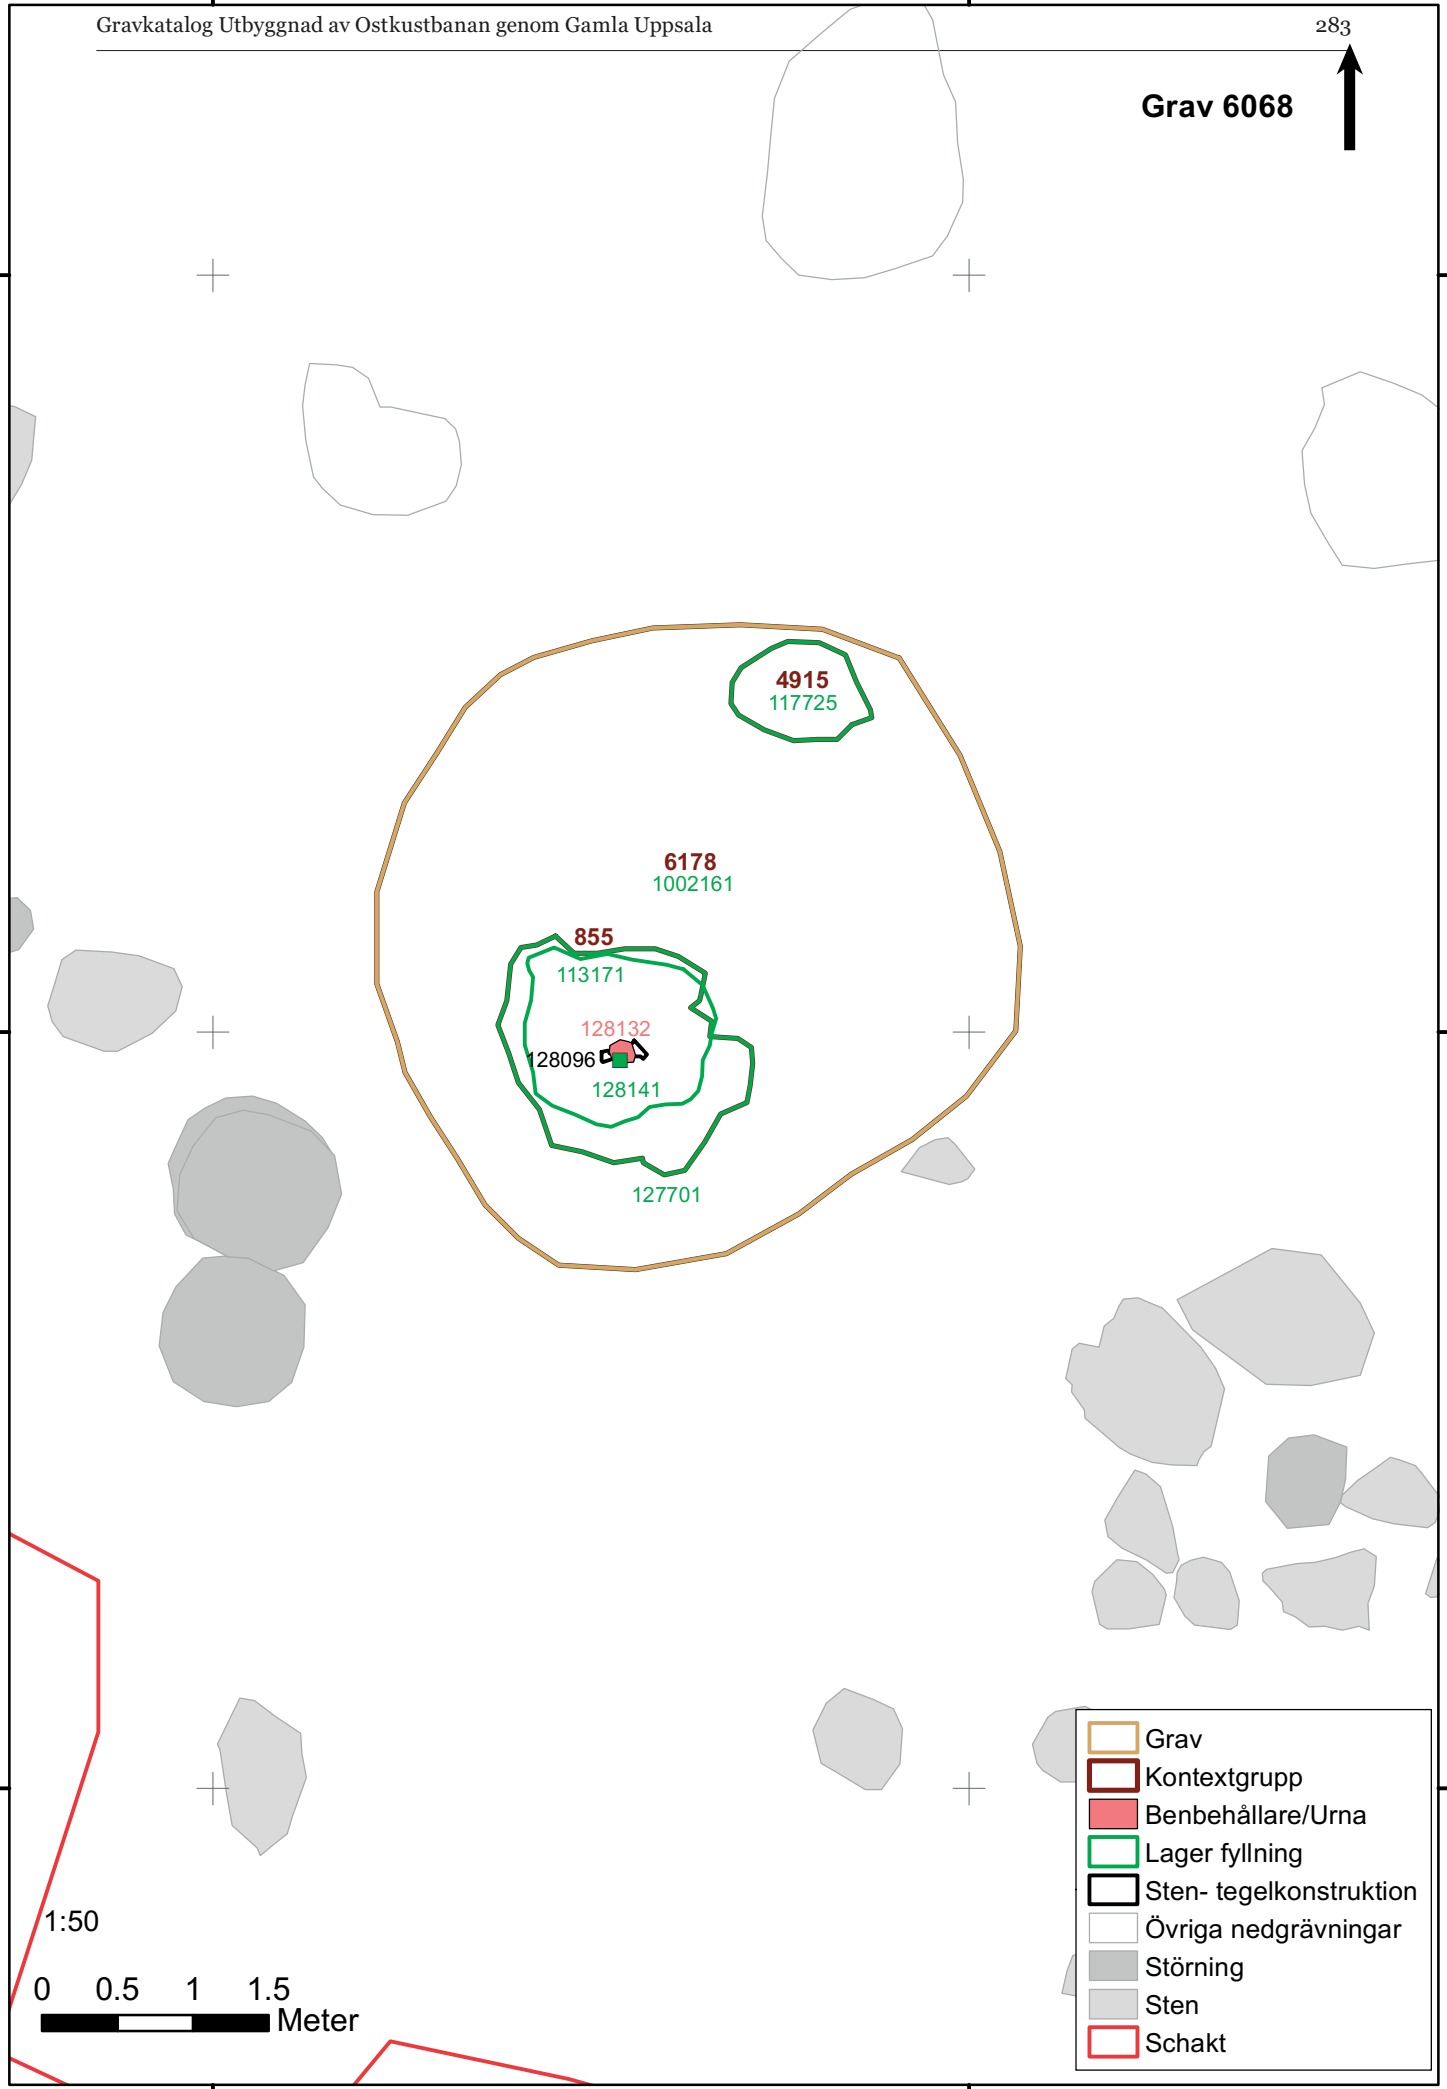 Gravkatalog Utbyggnad av Ostkustbanan genom Gamla Uppsala 283
Grav 6068
4915
117725
6178
1002161
855
113171
128132
128096
128141
127701
Grav
Kontextgrupp
Benbehållare/Urna
Lager fyllning
Sten- tegelkonstruktion
Övriga nedgrävningar
Störning
Sten
Schakt
1:50
0 0.5 1 1.5
Meter